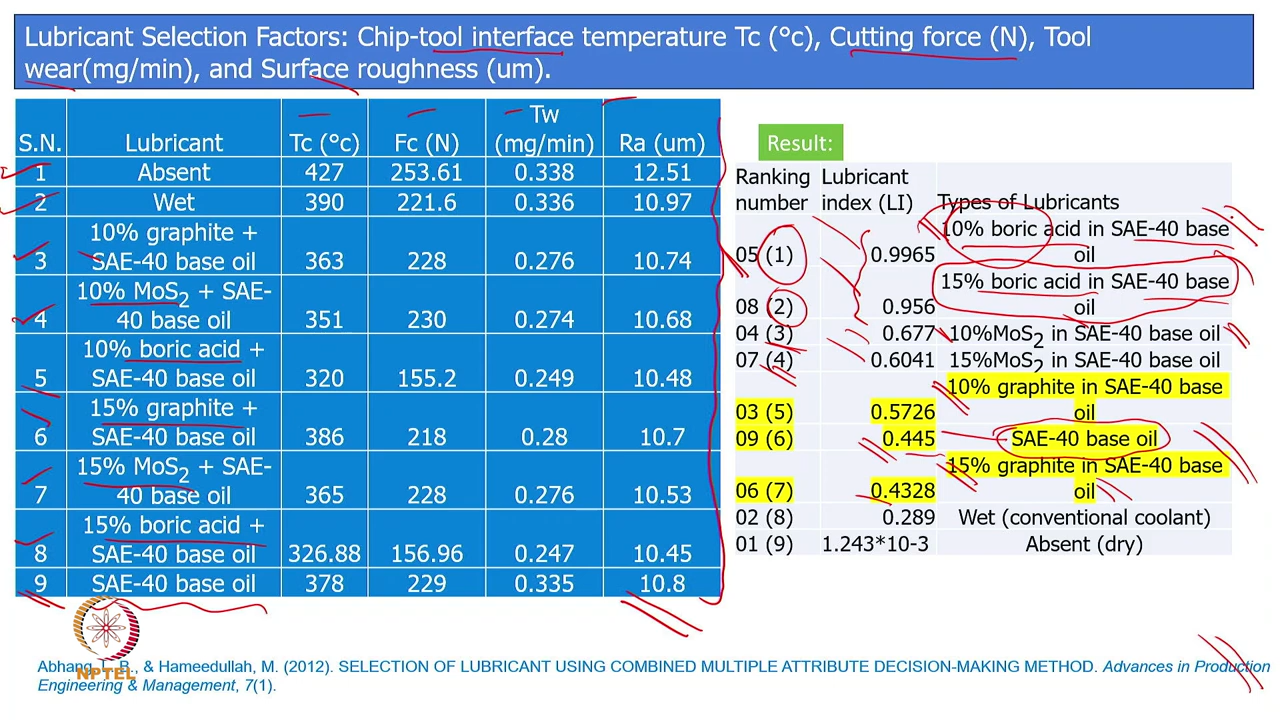 Lubricant Selection Factors: Chip-tool interface temperature Tc (°c), Cutting force (N), Tool
wear(mg/min), and Surface roughness (um).
S.N. Lubricant Tc (°c) Fc (N) Tw (mg/min) Ra (um)
1 Absent 427 253.61 0.338 12.51
2 Wet 390 221.6 0.336 10.97
10% graphite +
3 SAE-40 base oil 363 228 0.276 10.74
10% MoS2 + SAE-
4 40 base oil 351 230 0.274 10.68
10% boric acid +
5 SAE-40 base oil 320 155.2 0.249 10.48
15% graphite +
6 SAE-40 base oil 386 218 0.28 10.7
15% MoS2 + SAE-
7 40 base oil 365 228 0.276 10.53
15% boric acid +
8 SAE-40 base oil 326.88 156.96 0.247 10.45
9 SAE-40 base oil 378 229 0.335 10.8
Result:
Ranking Lubricant
number index (LI) Types of Lubricants
10% boric acid in SAE-40 base
05 (1) 0.9965 oil
15% boric acid in SAE-40 base
08 (2) 0.956 oil
04 (3) 0.677 10%MoS2 in SAE-40 base oil
07 (4) 0.6041 15%MoS2 in SAE-40 base oil
10% graphite in SAE-40 base
03 (5) 0.5726 oil
09 (6) 0.445 SAE-40 base oil
15% graphite in SAE-40 base
06 (7) 0.4328 oil
02 (8) 0.289 Wet (conventional coolant)
01 (9) 1.243*10-3 Absent (dry)
Abhang, L. B., & Hameedullah, M. (2012). SELECTION OF LUBRICANT USING COMBINED MULTIPLE ATTRIBUTE DECISION-MAKING METHOD. Advances in Production
Engineering & Management, 7(1).
NPTEL